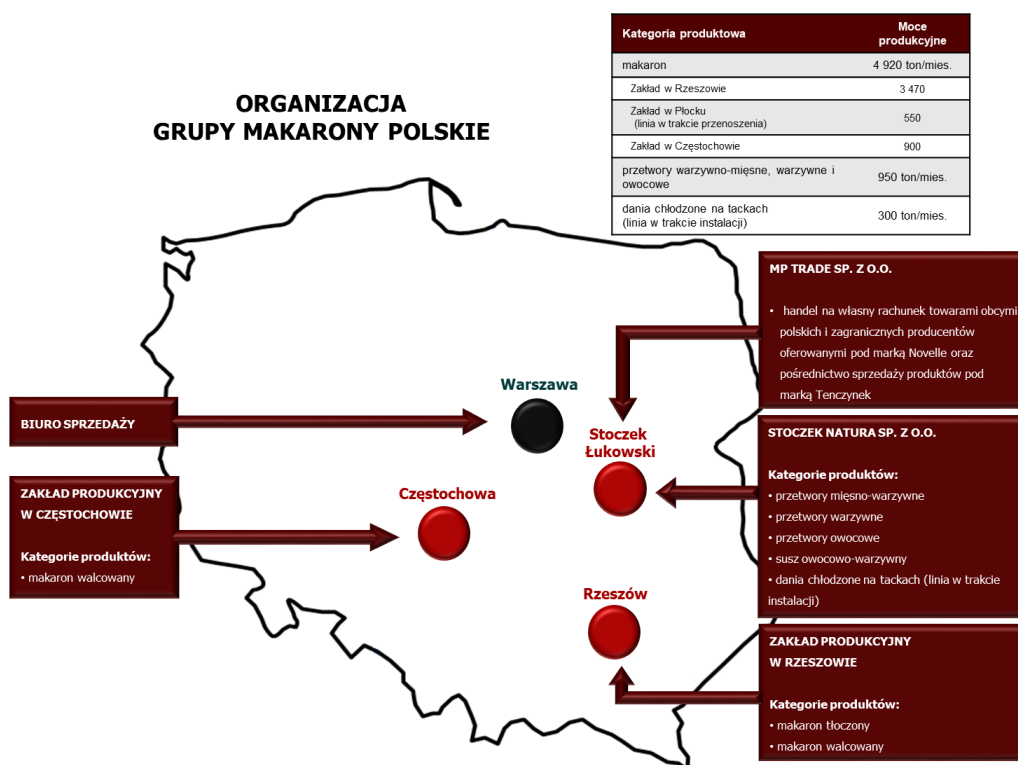 ORGANIZACJA
GRUPY MAKARONY POLSKIE
Kategoria produktowa Moce
produkcyjne
makaron 4 920 ton/mies.
Zakład w Rzeszowie 3 470
Zakład w Płocku
(linia w trakcie przenoszenia) 550
Zakład w Częstochowie 900
przetwory warzywno-mięsne, warzywne i
owocowe 950 ton/mies.
dania chłodzone na tackach
(linia w trakcie instalacji) 300 ton/mies.
MP TRADE SP. Z O.O.
• handel na własny rachunek towarami obcymi
polskich i zagranicznych producentów
oferowanymi pod marką Novelle oraz
pośrednictwo sprzedaży produktów pod
marką Tenczynek
Warszawa
BIURO SPRZEDAŻY
Stoczek
Łukowski
STOCZEK NATURA SP. Z O.O.
Kategorie produktów:
• przetwory mięsno-warzywne
• przetwory warzywne
• przetwory owocowe
• susz owocowo-warzywny
• dania chłodzone na tackach (linia w trakcie
instalacji)
ZAKŁAD PRODUKCYJNY
W CZĘSTOCHOWIE
Kategorie produktów:
• makaron walcowany
Częstochowa
Rzeszów
ZAKŁAD PRODUKCYJNY
W RZESZOWIE
Kategorie produktów:
• makaron tłoczony
• makaron walcowany